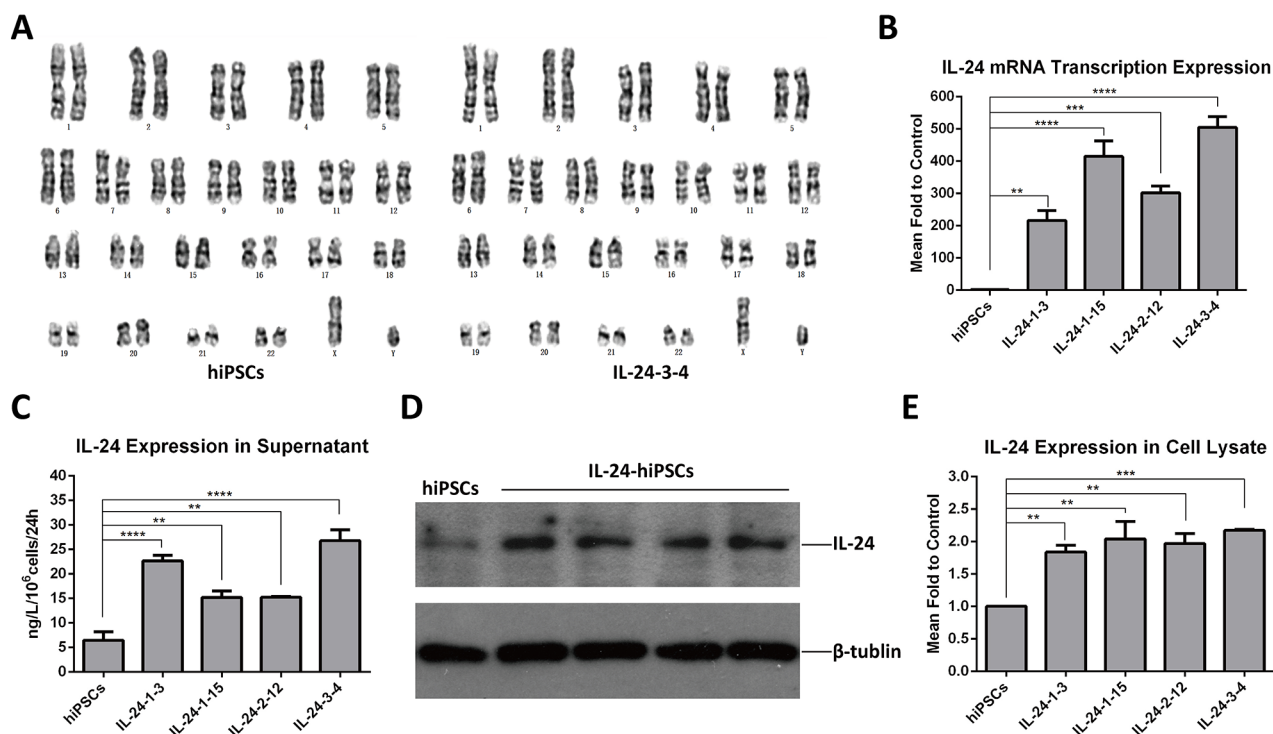 A
1 2 3 4 5
6 7 8 9 10 11 12
13 14 15 16 17 18
19 20 21 22 X Y
hiPSCs
1 2 3 4 5
6 7 8 9 10 11 12
13 14 15 16 17 18
19 20 21 22 X Y
IL-24-3-4
B
IL-24 mRNA Transcription Expression
Mean Fold to Control
600
500
400
300
200
100
0
****
***
****
**
hiPSCs
IL-24-1-3
IL-24-1-15
IL-24-2-12
IL-24-3-4
C
IL-24 Expression in Supernatant
ng/L/10⁶cells/24h
40
35
30
25
20
15
10
5
0
****
**
**
****
hiPSCs
IL-24-1-3
IL-24-1-15
IL-24-2-12
IL-24-3-4
D
IL-24-hiPSCs
hiPSCs
IL-24
β-tublin
E
IL-24 Expression in Cell Lysate
Mean Fold to Control
3.0
2.5
2.0
1.5
1.0
0.5
0.0
***
**
**
**
hiPSCs
IL-24-1-3
IL-24-1-15
IL-24-2-12
IL-24-3-4